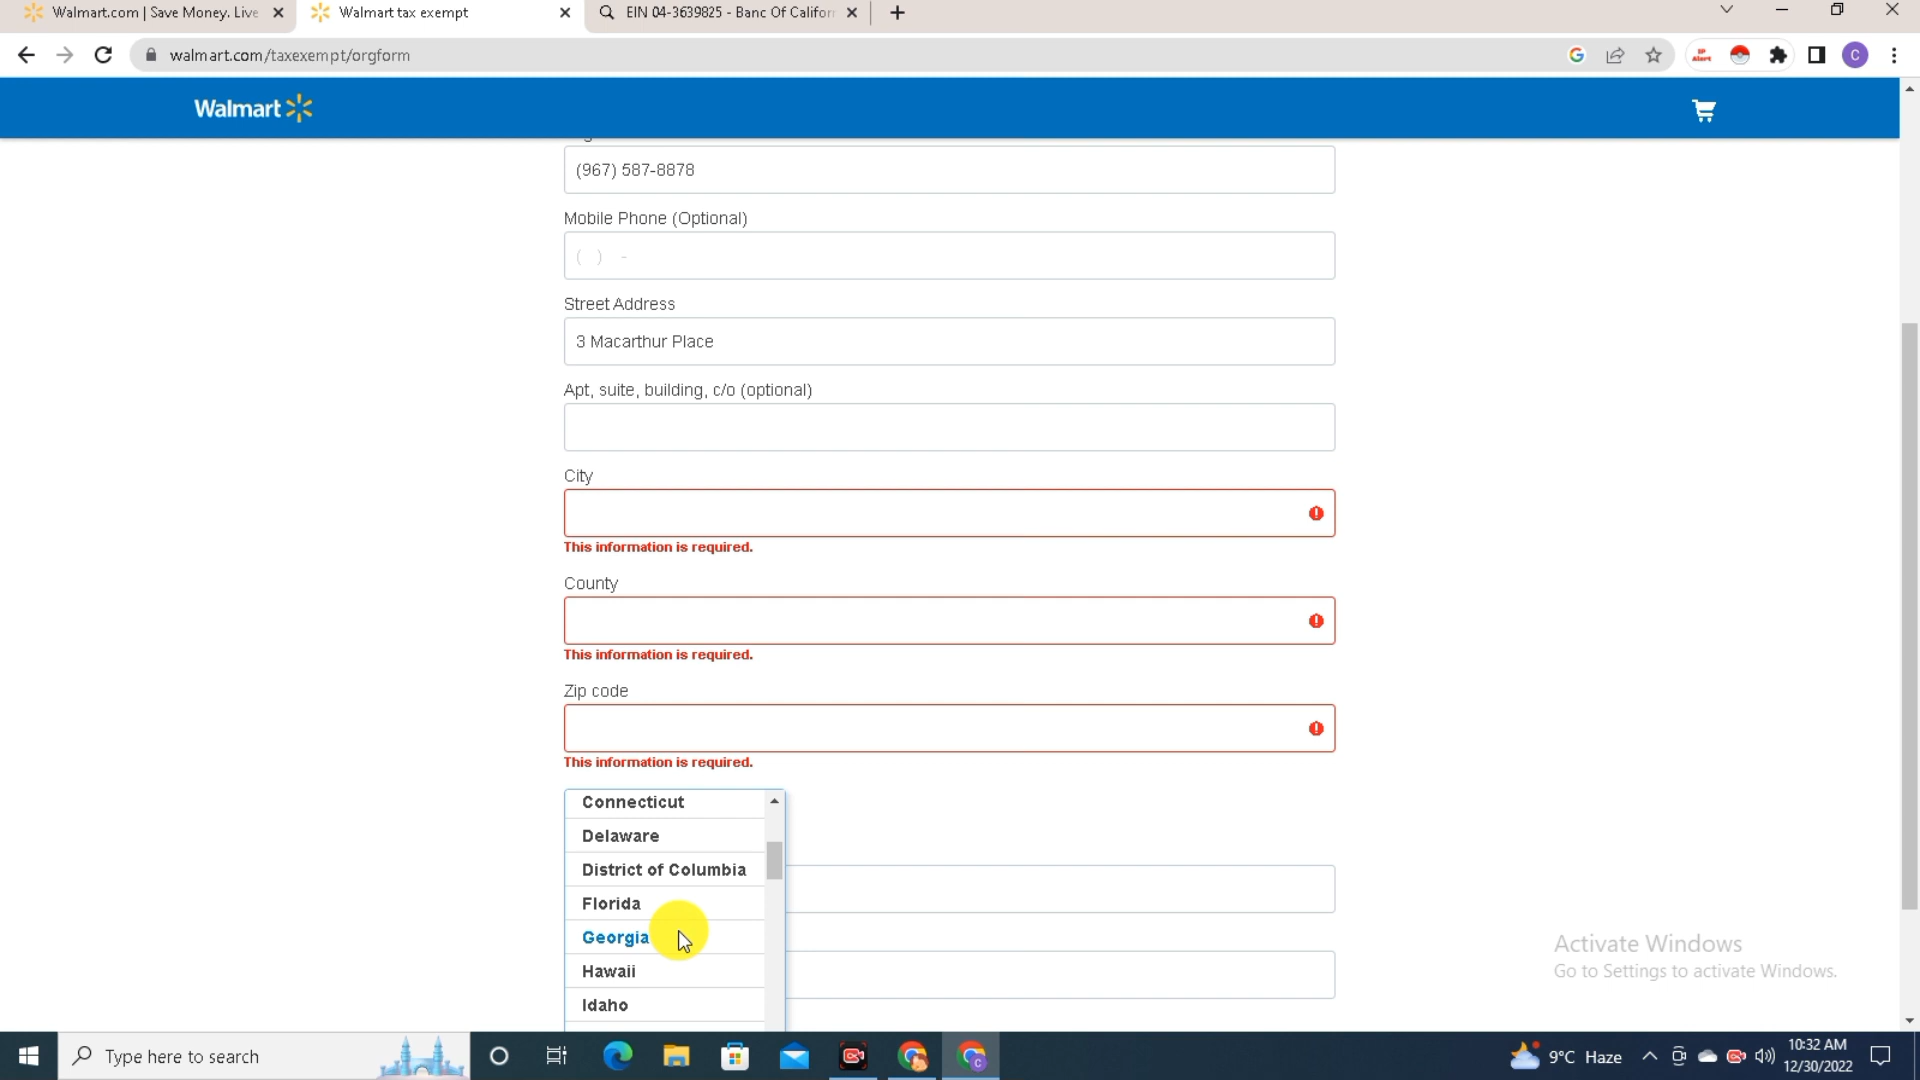 Walmart.com | Save Money. Live
Walmart tax exempt
EIN 04-3639825 - Banc Of Californ
walmart.com/taxexempt/orgform
C
Walmart
(967) 587-8878
Mobile Phone (Optional)
( ) -
Street Address
3 Macarthur Place
Apt, suite, building, c/o (optional)
City
This information is required.
County
This information is required.
Zip code
This information is required.
Connecticut
Delaware
District of Columbia
Florida
Georgia
Hawaii
Idaho
Activate Windows
Go to Settings to activate Windows.
Type here to search
9°C Haze
10:32 AM
12/30/2022